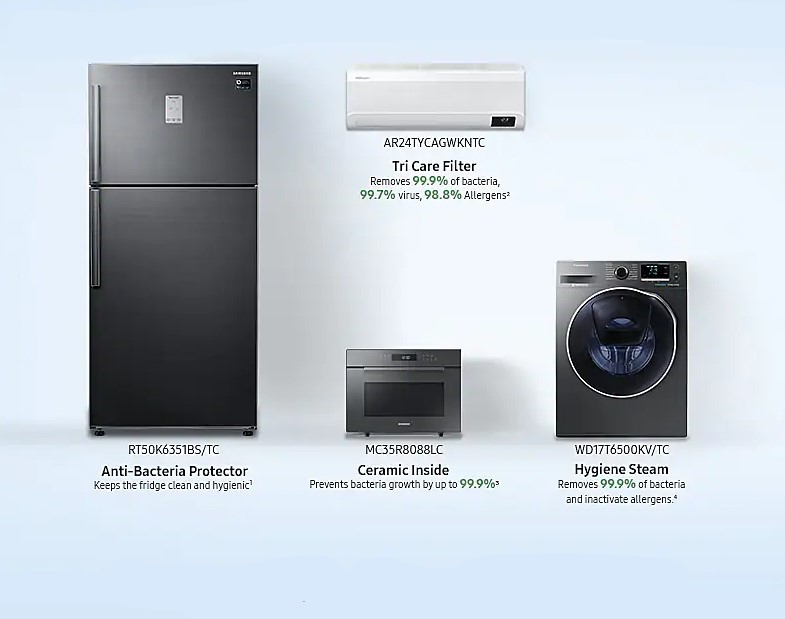 SAMSUNG
AR24TYCAGWKNTC
Tri Care Filter
Removes 99.9% of bacteria,
99.7% virus, 98.8% Allergens²
RT50K6351BS/TC
Anti-Bacteria Protector
Keeps the fridge clean and hygienic¹
MC35R8088LC
Ceramic Inside
Prevents bacteria growth by up to 99.9%³
WD17T6500KV/TC
Hygiene Steam
Removes 99.9% of bacteria
and inactivate allergens.⁴